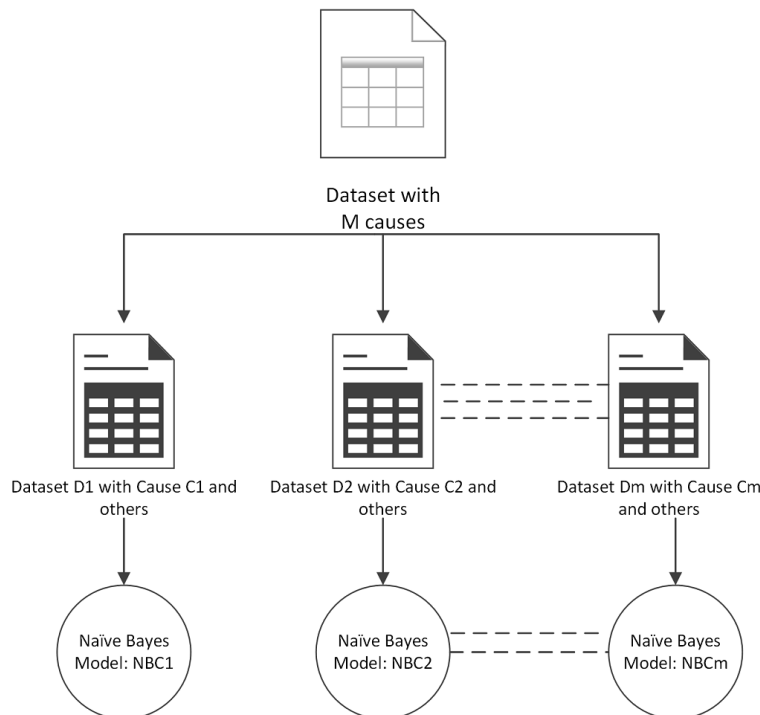 Dataset with
M causes
Dataset D1 with Cause C1 and
others
Dataset D2 with Cause C2 and
others
Dataset Dm with Cause Cm
and others
Naïve Bayes
Model: NBC1
Naïve Bayes
Model: NBC2
Naïve Bayes
Model: NBCm